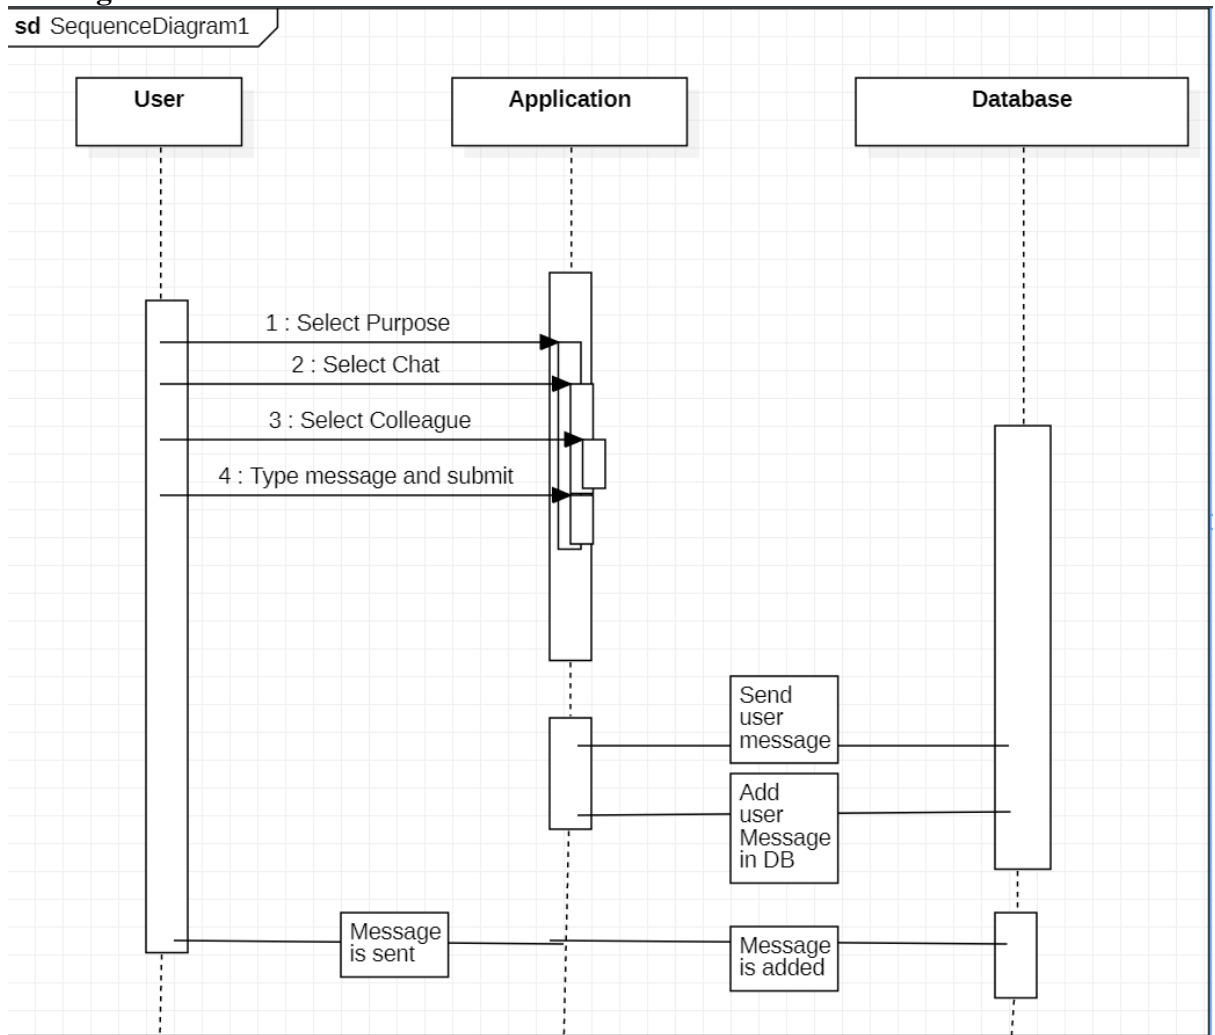 sd SequenceDiagram1
User
Application
Database
1 : Select Purpose
2 : Select Chat
3 : Select Colleague
4 : Type message and submit
Send
user
message
Add
user
Message
in DB
Message
is sent
Message
is added